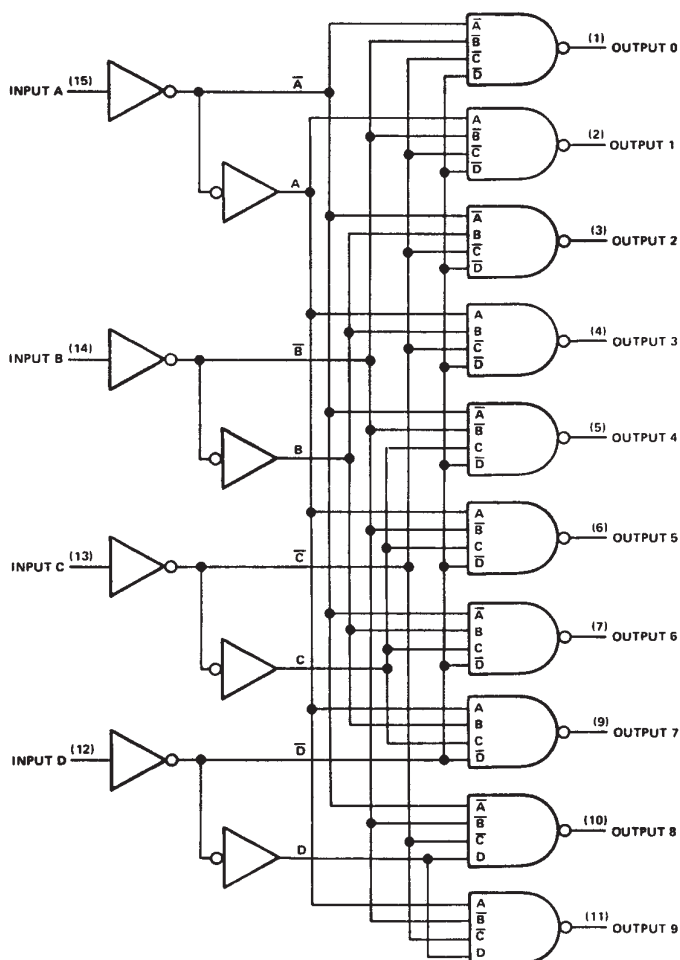 A̅
B̅
C̅
D̅
(1) OUTPUT 0
INPUT A (15)
A̅
A
B̅
C̅
D̅
(2) OUTPUT 1
A
A̅
B
C̅
D̅
(3) OUTPUT 2
A
B
C̅
D̅
(4) OUTPUT 3
INPUT B (14)
B̅
A̅
B̅
C
D̅
(5) OUTPUT 4
B
A
B̅
C
D̅
(6) OUTPUT 5
INPUT C (13)
C̅
A̅
B
C
D̅
(7) OUTPUT 6
C
A
B
C
D̅
(9) OUTPUT 7
INPUT D (12)
D̅
A̅
B̅
C̅
D
(10) OUTPUT 8
D
A
B̅
C̅
D
(11) OUTPUT 9